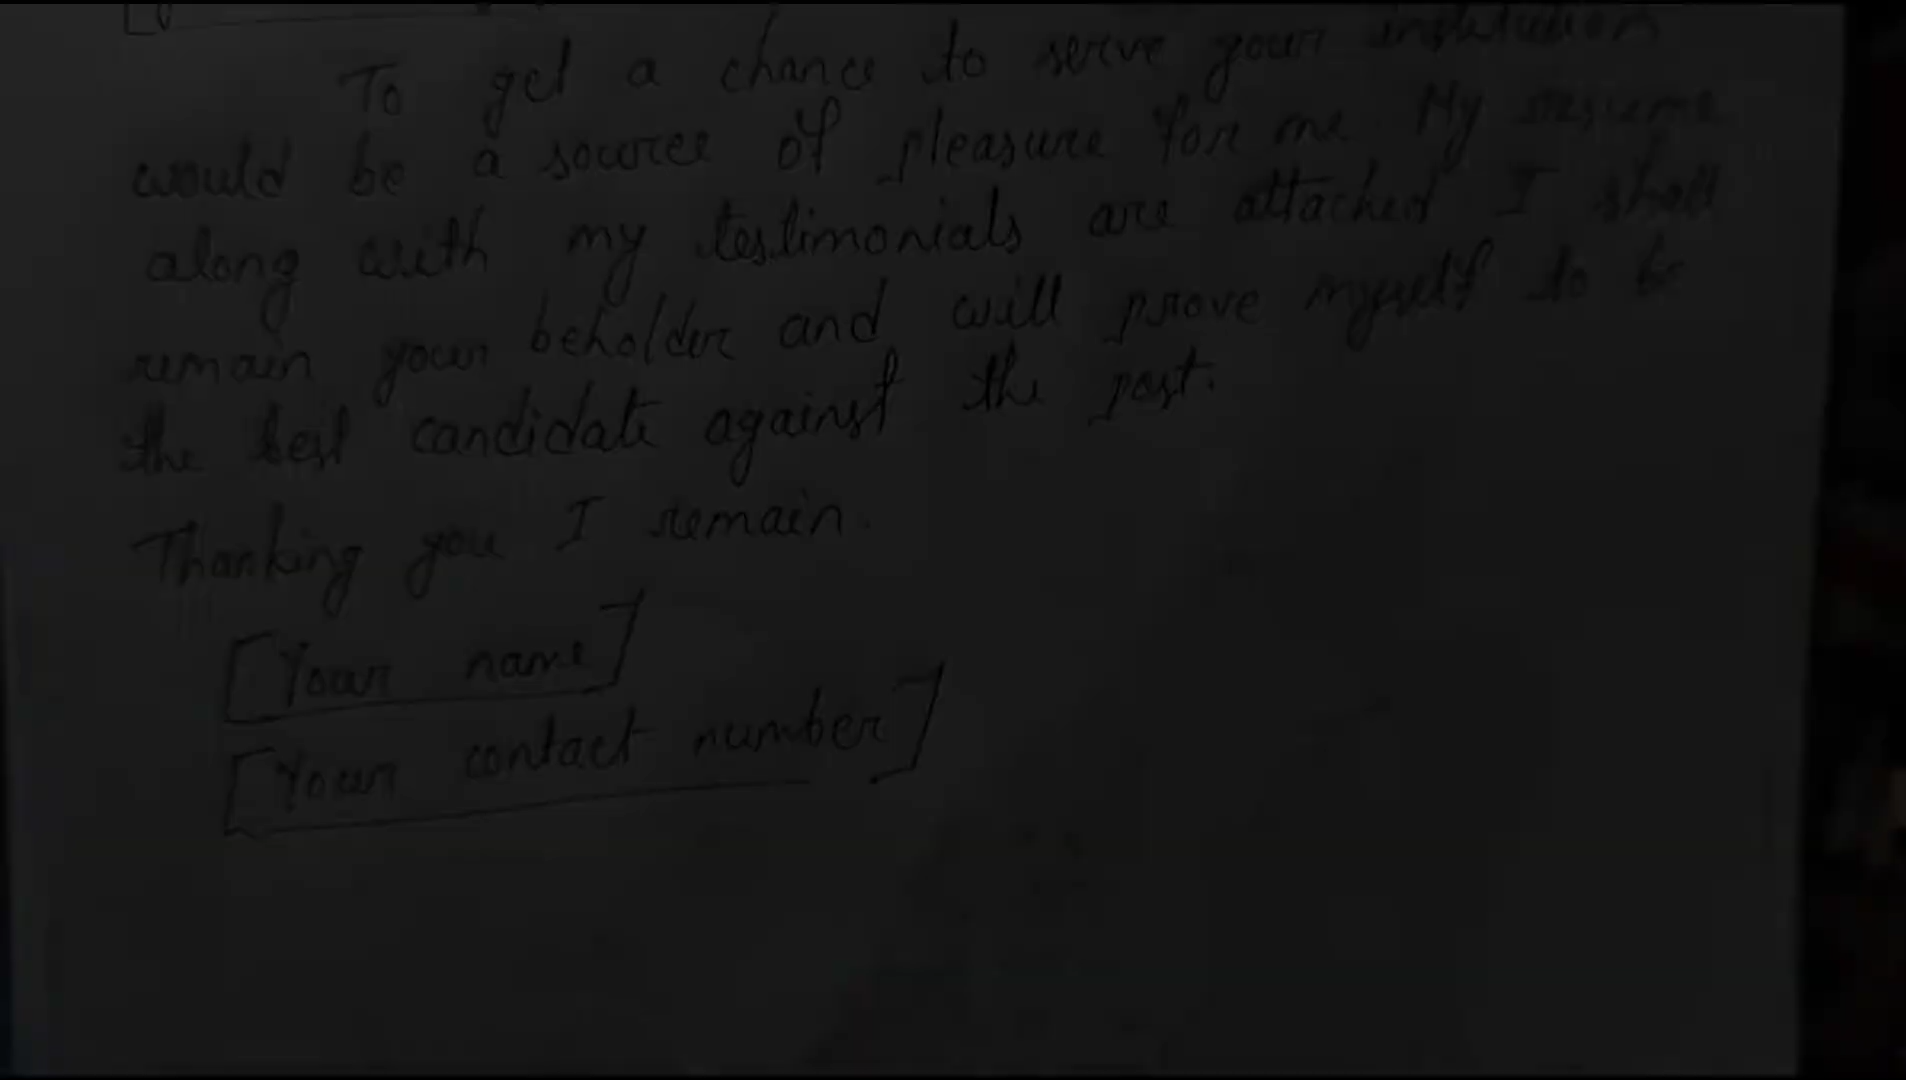 To get a chance to serve your institution
would be a source of pleasure for me. My resume
along with my testimonials are attached I shall
remain your beholder and will prove myself to be
the best candidate against the post.
Thanking you I remain.
[Your name]
[Your contact number]